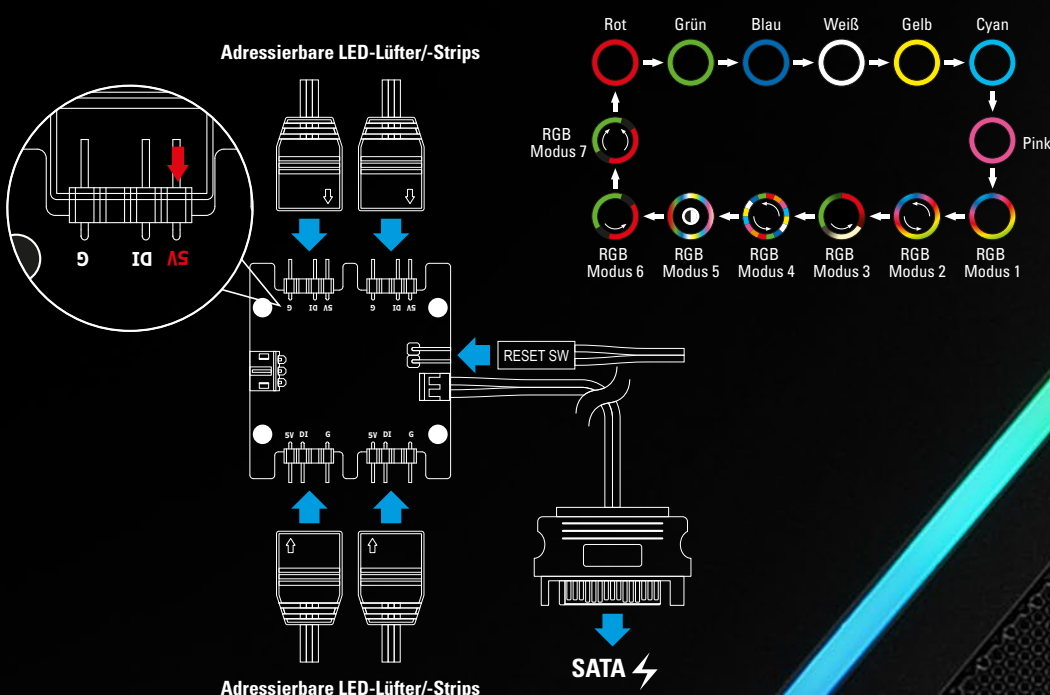 Adressierbare LED-Lüfter/-Strips
G DI 5V
G DI 5V
G DI 5V
RESET SW
5V DI G
5V DI G
SATA
Adressierbare LED-Lüfter/-Strips
Rot
Grün
Blau
Weiß
Gelb
Cyan
Pink
RGB
Modus 1
RGB
Modus 2
RGB
Modus 3
RGB
Modus 4
RGB
Modus 5
RGB
Modus 6
RGB
Modus 7